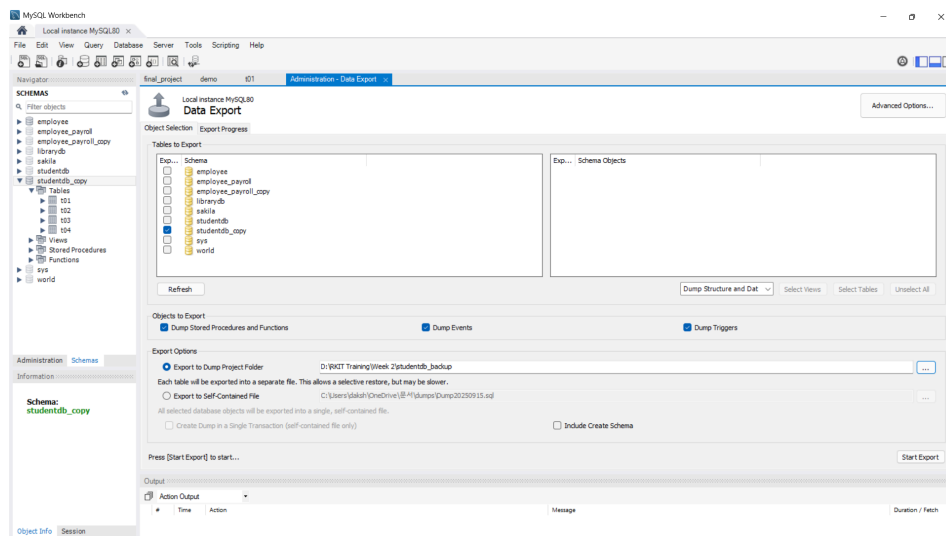 MySQL Workbench
Local instance MySQL80 ×
File Edit View Query Database Server Tools Scripting Help
Navigator
final_project demo t01 Administration - Data Export ×
SCHEMAS
Filter objects
employee
employee_payroll
employee_payroll_copy
librarydb
sakila
studentdb
studentdb_copy
Tables
t01
t02
t03
t04
Views
Stored Procedures
Functions
sys
world
Administration Schemas
Information
Schema:
studentdb_copy
Object Info Session
Local instance MySQL80
Data Export
Advanced Options...
Object Selection Export Progress
Tables to Export
Exp... Schema
employee
employee_payroll
employee_payroll_copy
librarydb
sakila
studentdb
studentdb_copy
sys
world
Exp... Schema Objects
Refresh
Dump Structure and Dat
Select Views Select Tables Unselect All
Objects to Export
Dump Stored Procedures and Functions Dump Events Dump Triggers
Export Options
Export to Dump Project Folder D:\RKIT Training\Week 2\studentdb_backup ...
Each table will be exported into a separate file. This allows a selective restore, but may be slower.
Export to Self-Contained File C:\Users\daksh\OneDrive\문서\dumps\Dump20250915.sql ...
All selected database objects will be exported into a single, self-contained file.
Create Dump in a Single Transaction (self-contained file only) Include Create Schema
Press [Start Export] to start...
Start Export
Output
Action Output
# Time Action Message Duration / Fetch